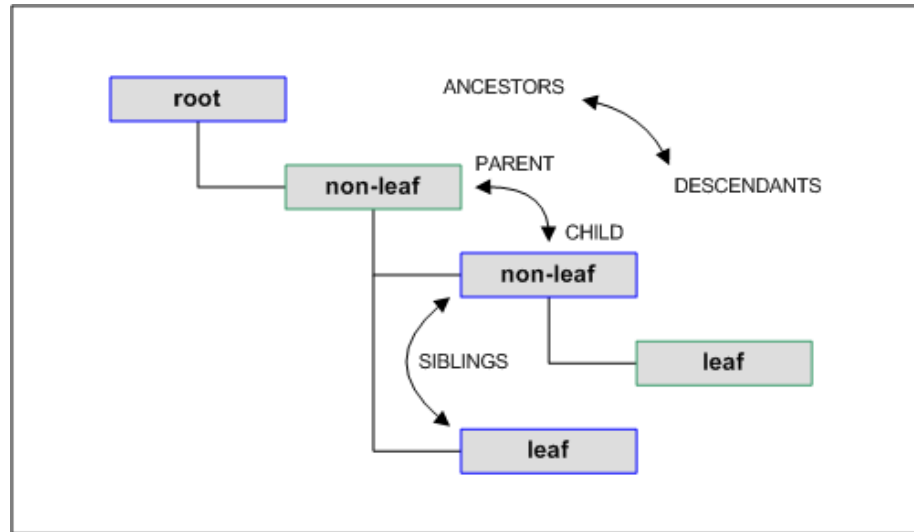 root
ANCESTORS
non-leaf
PARENT
DESCENDANTS
CHILD
non-leaf
SIBLINGS
leaf
leaf